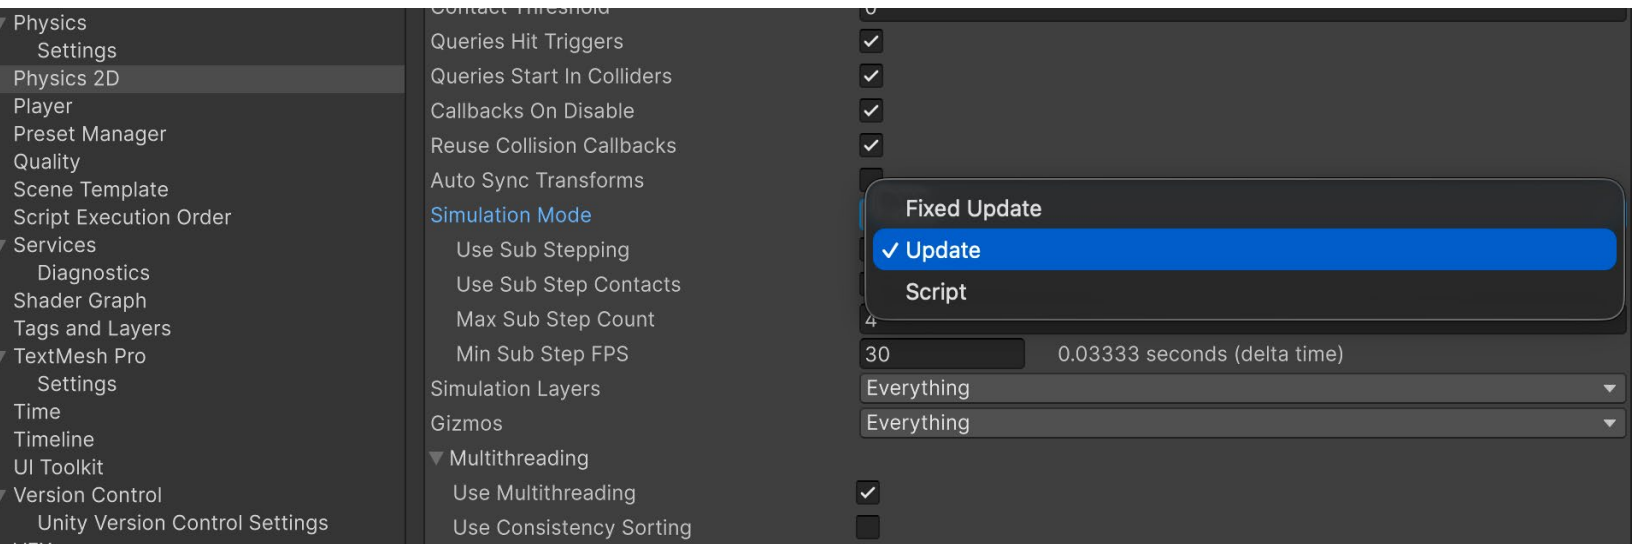 Physics
Settings
Physics 2D
Player
Preset Manager
Quality
Scene Template
Script Execution Order
Services
Diagnostics
Shader Graph
Tags and Layers
TextMesh Pro
Settings
Time
Timeline
UI Toolkit
Version Control
Unity Version Control Settings
Contact Threshold 0
Queries Hit Triggers
Queries Start In Colliders
Callbacks On Disable
Reuse Collision Callbacks
Auto Sync Transforms
Simulation Mode
Fixed Update
Update
Script
Use Sub Stepping
Use Sub Step Contacts
Max Sub Step Count 4
Min Sub Step FPS 30 0.03333 seconds (delta time)
Simulation Layers Everything
Gizmos Everything
Multithreading
Use Multithreading
Use Consistency Sorting